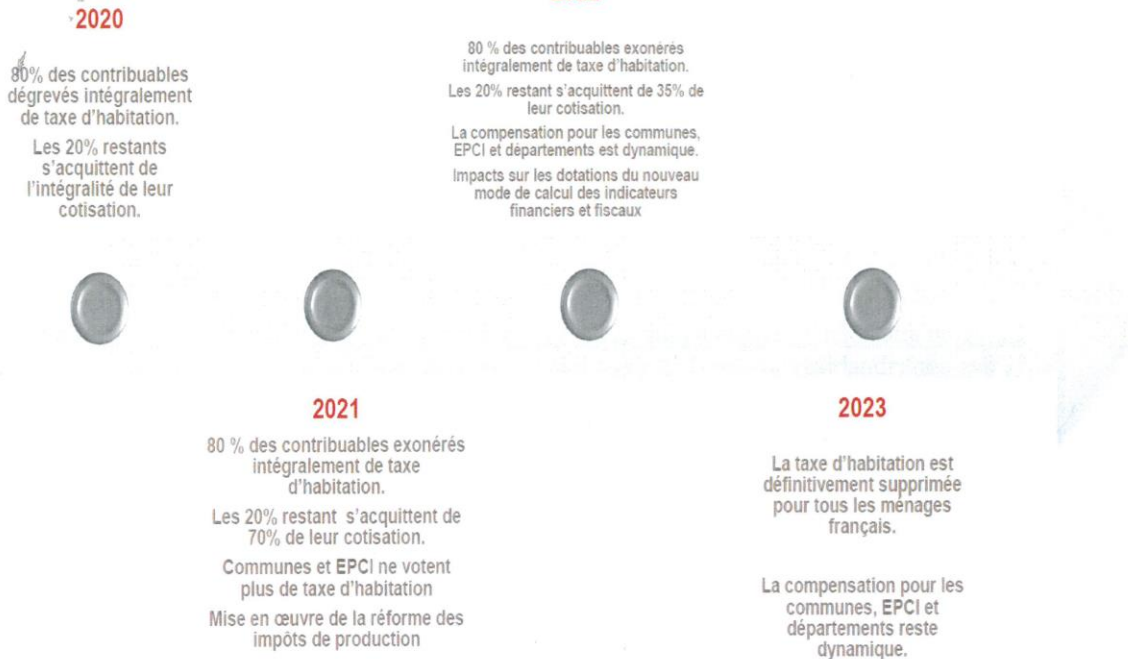 2020
80% des contribuables
dégrevés intégralement
de taxe d'habitation.
Les 20% restants
s'acquittent de
l'intégralité de leur
cotisation.
80 % des contribuables exonérés
intégralement de taxe d'habitation.
Les 20% restant s'acquittent de 35% de
leur cotisation.
La compensation pour les communes,
EPCI et départements est dynamique.
Impacts sur les dotations du nouveau
mode de calcul des indicateurs
financiers et fiscaux
2021
80 % des contribuables exonérés
intégralement de taxe
d'habitation.
Les 20% restant s'acquittent de
70% de leur cotisation.
Communes et EPCI ne votent
plus de taxe d'habitation
Mise en œuvre de la réforme des
impôts de production
2023
La taxe d'habitation est
définitivement supprimée
pour tous les ménages
français.
La compensation pour les
communes, EPCI et
départements reste
dynamique.